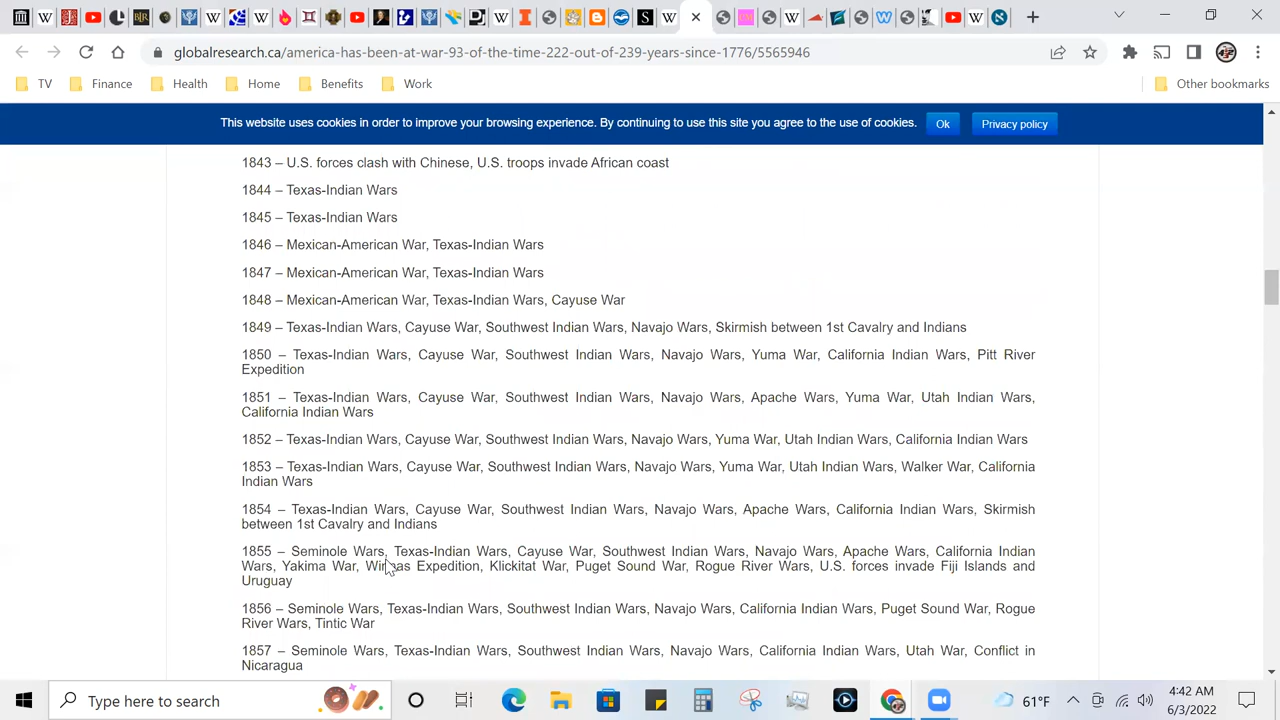 globalresearch.ca/america-has-been-at-war-93-of-the-time-222-out-of-239-years-since-1776/5565946
TV Finance Health Home Benefits Work Other bookmarks
This website uses cookies in order to improve your browsing experience. By continuing to use this site you agree to the use of cookies. Ok Privacy policy
1843 – U.S. forces clash with Chinese, U.S. troops invade African coast
1844 – Texas-Indian Wars
1845 – Texas-Indian Wars
1846 – Mexican-American War, Texas-Indian Wars
1847 – Mexican-American War, Texas-Indian Wars
1848 – Mexican-American War, Texas-Indian Wars, Cayuse War
1849 – Texas-Indian Wars, Cayuse War, Southwest Indian Wars, Navajo Wars, Skirmish between 1st Cavalry and Indians
1850 – Texas-Indian Wars, Cayuse War, Southwest Indian Wars, Navajo Wars, Yuma War, California Indian Wars, Pitt River
Expedition
1851 – Texas-Indian Wars, Cayuse War, Southwest Indian Wars, Navajo Wars, Apache Wars, Yuma War, Utah Indian Wars,
California Indian Wars
1852 – Texas-Indian Wars, Cayuse War, Southwest Indian Wars, Navajo Wars, Yuma War, Utah Indian Wars, California Indian Wars
1853 – Texas-Indian Wars, Cayuse War, Southwest Indian Wars, Navajo Wars, Yuma War, Utah Indian Wars, Walker War, California
Indian Wars
1854 – Texas-Indian Wars, Cayuse War, Southwest Indian Wars, Navajo Wars, Apache Wars, California Indian Wars, Skirmish
between 1st Cavalry and Indians
1855 – Seminole Wars, Texas-Indian Wars, Cayuse War, Southwest Indian Wars, Navajo Wars, Apache Wars, California Indian
Wars, Yakima War, Expedition, Klickitat War, Puget Sound War, Rogue River Wars, U.S. forces invade Fiji Islands and
Uruguay
1856 – Seminole Wars, Texas-Indian Wars, Southwest Indian Wars, Navajo Wars, California Indian Wars, Puget Sound War, Rogue
River Wars, Tintic War
1857 – Seminole Wars, Texas-Indian Wars, Southwest Indian Wars, Navajo Wars, California Indian Wars, Utah War, Conflict in
Nicaragua
Type here to search
61°F
4:42 AM
6/3/2022